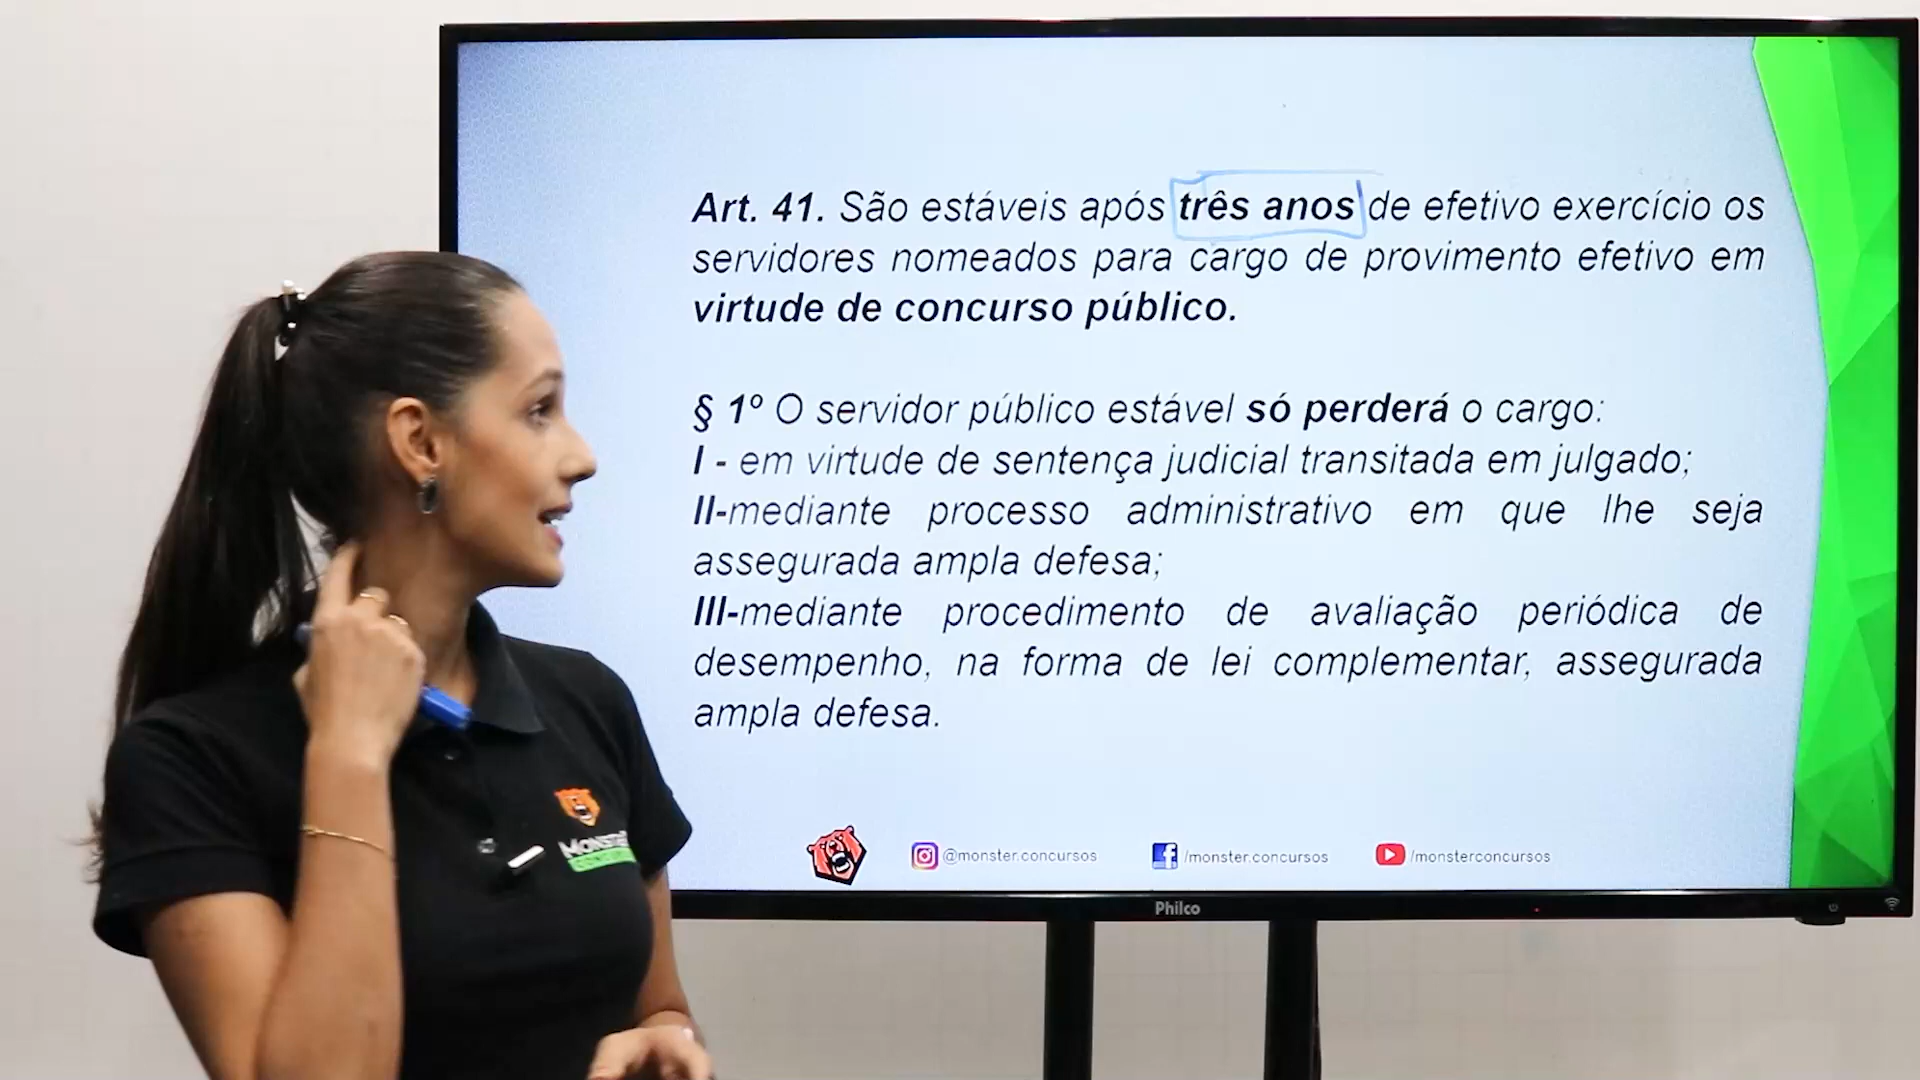 Art. 41. São estáveis após três anos de efetivo exercício os
servidores nomeados para cargo de provimento efetivo em
virtude de concurso público.
§ 1º O servidor público estável só perderá o cargo:
I - em virtude de sentença judicial transitada em julgado;
II-mediante processo administrativo em que lhe seja
assegurada ampla defesa;
III-mediante procedimento de avaliação periódica de
desempenho, na forma de lei complementar, assegurada
ampla defesa.
@monster.concursos
/monster.concursos
/monsterconcursos
Philco